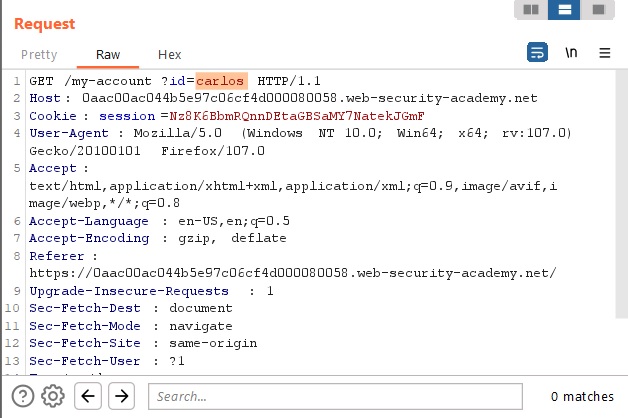 Request
Pretty Raw Hex \n
1 GET /my-account ?id=carlos HTTP/1.1
2 Host : 0aac00ac044b5e97c06cf4d000080058.web-security-academy.net
3 Cookie : session =Nz8K6BbmRQnnDEtaGBSaMY7NatekJGmF
4 User-Agent : Mozilla/5.0 (Windows NT 10.0; Win64; x64; rv:107.0)
Gecko/20100101 Firefox/107.0
5 Accept :
text/html,application/xhtml+xml,application/xml;q=0.9,image/avif,i
mage/webp,*/*;q=0.8
6 Accept-Language : en-US,en;q=0.5
7 Accept-Encoding : gzip, deflate
8 Referer :
https://0aac00ac044b5e97c06cf4d000080058.web-security-academy.net/
9 Upgrade-Insecure-Requests : 1
10 Sec-Fetch-Dest : document
11 Sec-Fetch-Mode : navigate
12 Sec-Fetch-Site : same-origin
13 Sec-Fetch-User : ?1
Search... 0 matches